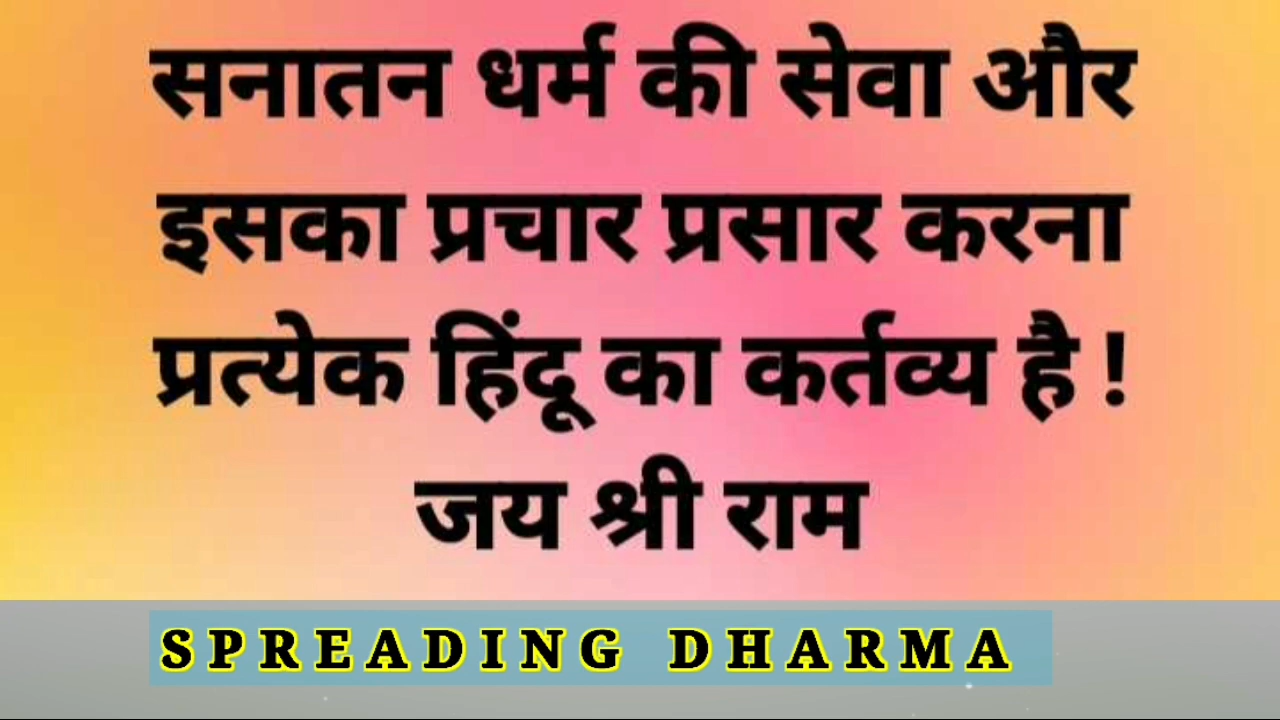 सनातन धर्म की सेवा और
इसका प्रचार प्रसार करना
प्रत्येक हिंदू का कर्तव्य है !
जय श्री राम
SPREADING DHARMA